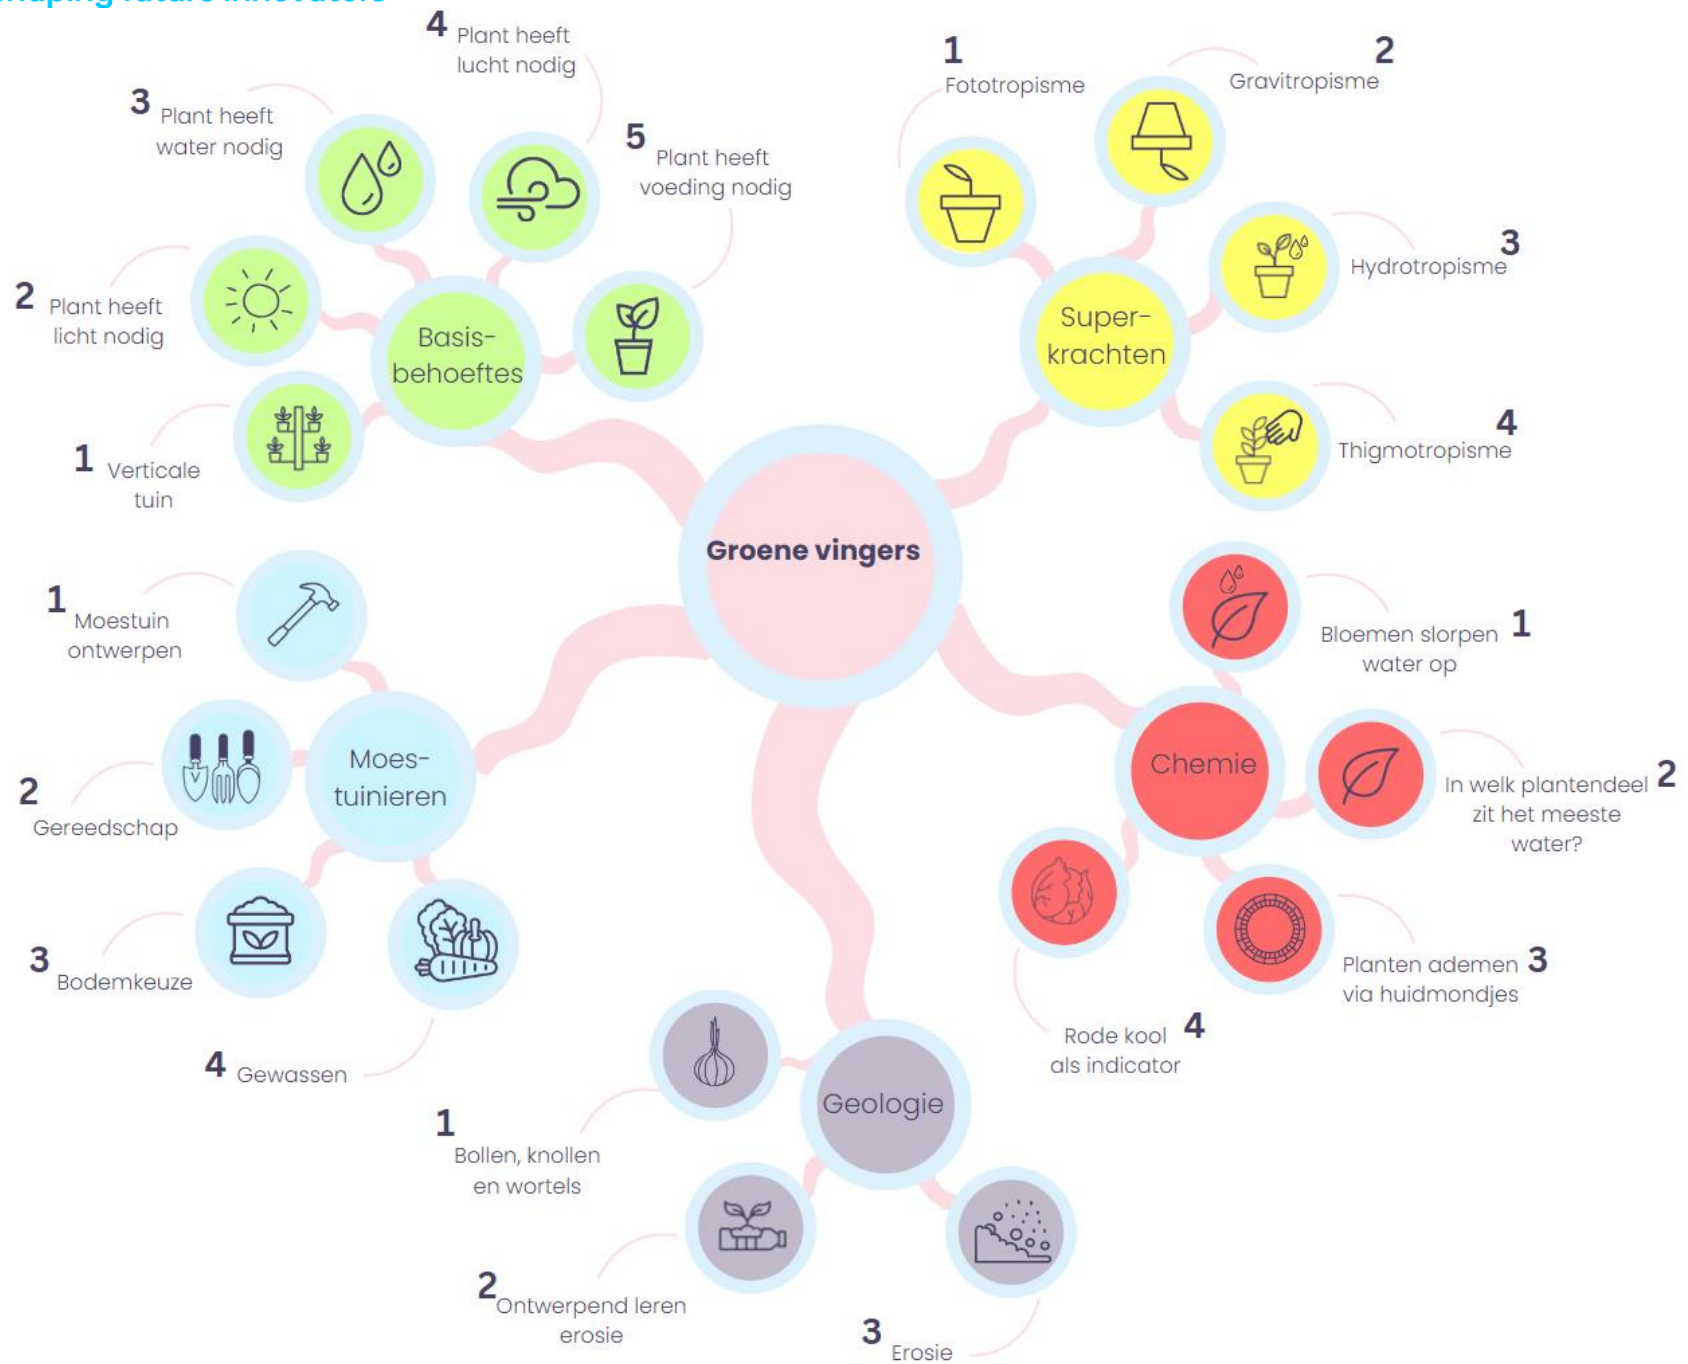 shaping future innovators
4
Plant heeft
lucht nodig
3
Plant heeft
water nodig
5
Plant heeft
voeding nodig
2
Plant heeft
licht nodig
Basis-
behoeftes
1
Verticale
tuin
1
Fototropisme
2
Gravitropisme
3
Hydrotropisme
Super-
krachten
4
Thigmotropisme
Groene vingers
1
Moestuin
ontwerpen
2
Gereedschap
Moes-
tuinieren
3
Bodemkeuze
4
Gewassen
Bloemen slorpen
water op
1
Chemie
In welk plantendeel
zit het meeste
water?
2
Planten ademen
via huidmondjes
3
Rode kool
als indicator
4
Geologie
1
Bollen, knollen
en wortels
2
Ontwerpend leren
erosie
3
Erosie